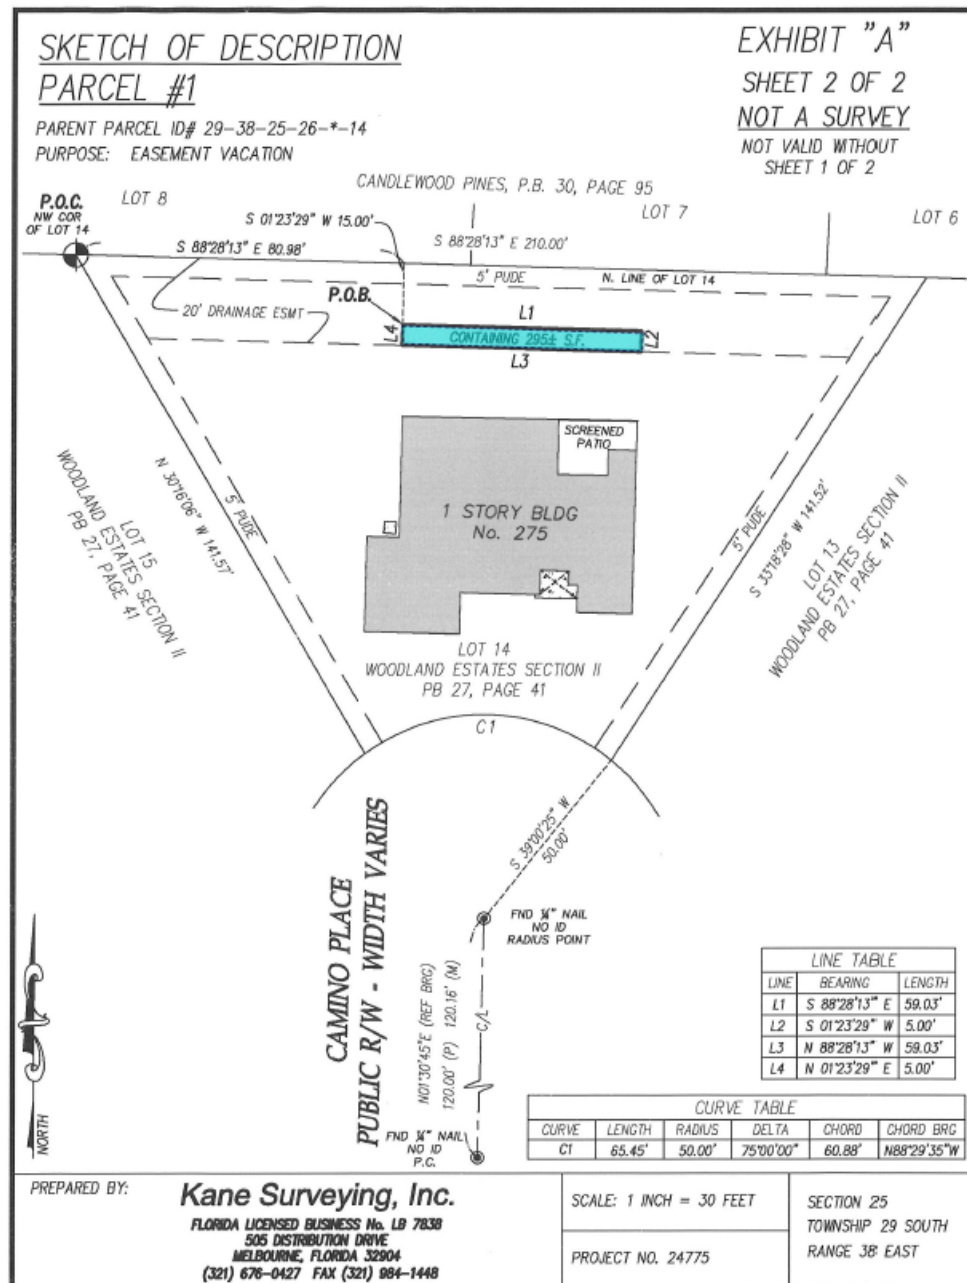 SKETCH OF DESCRIPTION
PARCEL #1
PARENT PARCEL ID# 29-38-25-26-*-14
PURPOSE: EASEMENT VACATION
EXHIBIT "A"
SHEET 2 OF 2
NOT A SURVEY
NOT VALID WITHOUT
SHEET 1 OF 2
CANDLEWOOD PINES, P.B. 30, PAGE 95
LOT 8
LOT 7
LOT 6
P.O.C.
NW COR
OF LOT 14
S 01°23'29" W 15.00'
S 88°28'13" E 80.98'
S 88°28'13" E 210.00'
5' PUDE
N. LINE OF LOT 14
P.O.B.
20' DRAINAGE ESMT
L1
L2
L3
L4
CONTAINING 295± S.F.
SCREENED
PATIO
1 STORY BLDG
No. 275
N 30°16'06" W 141.57'
5' PUDE
LOT 15
WOODLAND ESTATES SECTION II
PB 27, PAGE 41
5' PUDE
S 33°18'28" W 141.52'
LOT 13
WOODLAND ESTATES SECTION II
PB 27, PAGE 41
LOT 14
WOODLAND ESTATES SECTION II
PB 27, PAGE 41
C1
S 39°00'25" W
50.00'
CAMINO PLACE
PUBLIC R/W - WIDTH VARIES
FND ¼" NAIL
NO ID
RADIUS POINT
N01°30'45"E (REF BRG)
120.00' (P) 120.16' (M)
C/L
FND ¼" NAIL
NO ID
P.C.
NORTH
LINE TABLE
LINE BEARING LENGTH
L1 S 88°28'13" E 59.03'
L2 S 01°23'29" W 5.00'
L3 N 88°28'13" W 59.03'
L4 N 01°23'29" E 5.00'
CURVE TABLE
CURVE LENGTH RADIUS DELTA CHORD CHORD BRG
C1 65.45' 50.00' 75°00'00" 60.88' N88°29'35"W
PREPARED BY:
Kane Surveying, Inc.
FLORIDA LICENSED BUSINESS No. LB 7838
505 DISTRIBUTION DRIVE
MELBOURNE, FLORIDA 32904
(321) 676-0427 FAX (321) 984-1448
SCALE: 1 INCH = 30 FEET
PROJECT NO. 24775
SECTION 25
TOWNSHIP 29 SOUTH
RANGE 38 EAST